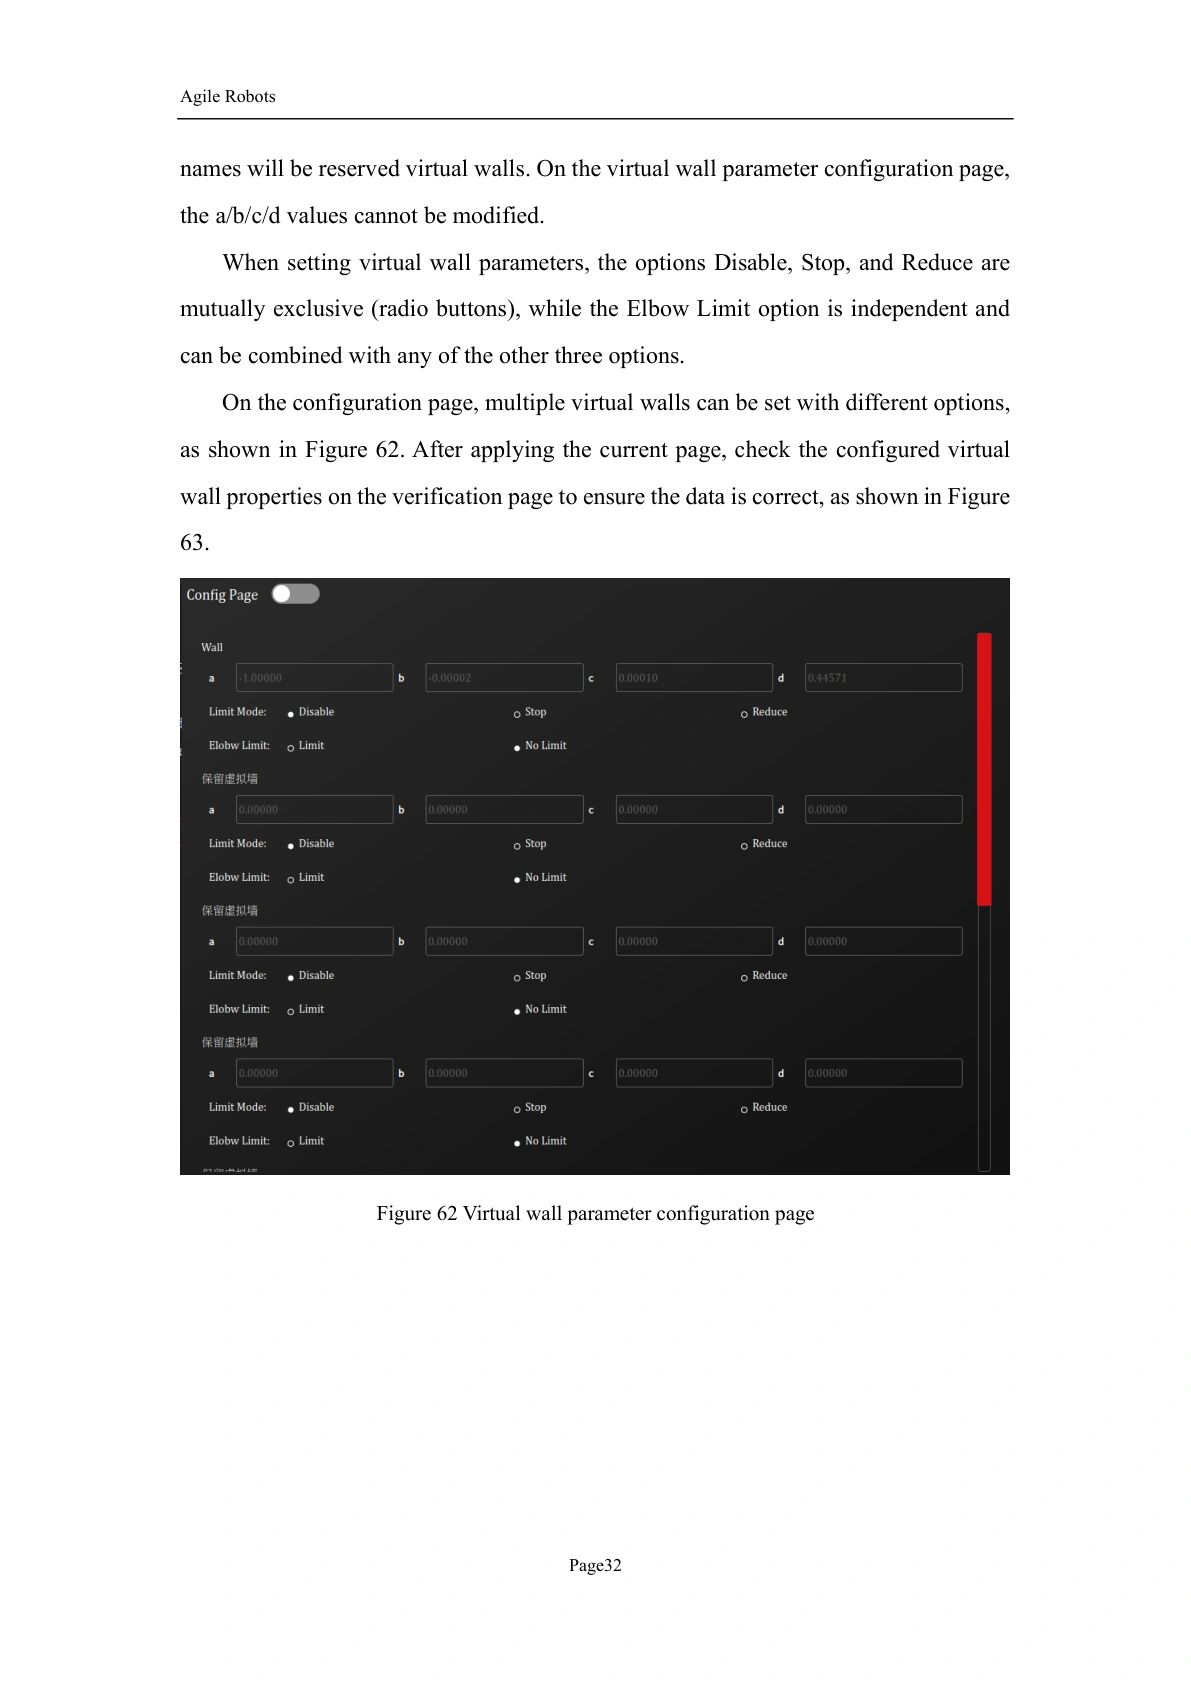 Agile Robots
names will be reserved virtual walls. On the virtual wall parameter configuration page,
the a/b/c/d values cannot be modified.
When setting virtual wall parameters, the options Disable, Stop, and Reduce are
mutually exclusive (radio buttons), while the Elbow Limit option is independent and
can be combined with any of the other three options.
On the configuration page, multiple virtual walls can be set with different options,
as shown in Figure 62. After applying the current page, check the configured virtual
wall properties on the verification page to ensure the data is correct, as shown in Figure
63.
Config Page
Wall
a -1.00000 b -0.00002 c 0.00010 d 0.44571
Limit Mode: Disable Stop Reduce
Elobw Limit: Limit No Limit
保留虚拟墙
a 0.00000 b 0.00000 c 0.00000 d 0.00000
Limit Mode: Disable Stop Reduce
Elobw Limit: Limit No Limit
保留虚拟墙
a 0.00000 b 0.00000 c 0.00000 d 0.00000
Limit Mode: Disable Stop Reduce
Elobw Limit: Limit No Limit
保留虚拟墙
a 0.00000 b 0.00000 c 0.00000 d 0.00000
Limit Mode: Disable Stop Reduce
Elobw Limit: Limit No Limit
Figure 62 Virtual wall parameter configuration page
Page32